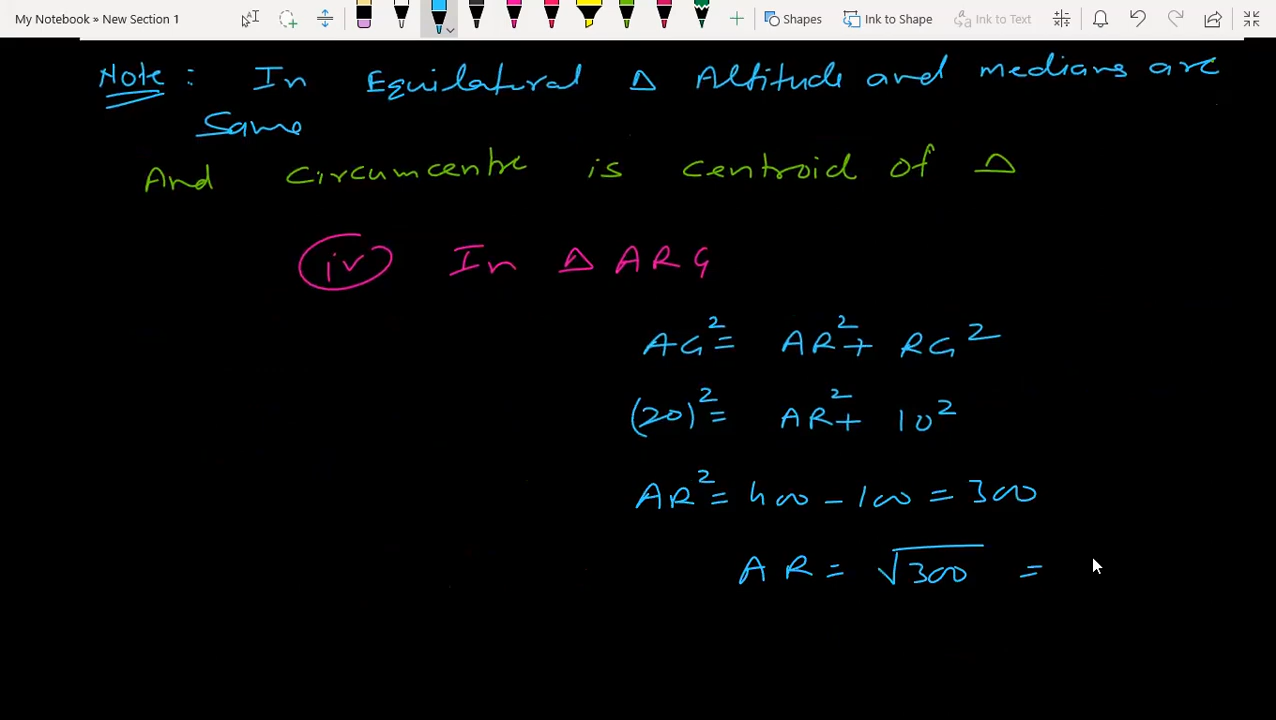 My Notebook » New Section 1
Shapes
Ink to Shape
Ink to Text
Note : In Equilatural Δ Altitude and medians are
Same
And circumcentre is centroid of Δ
iv In Δ ARG
AG² = AR² + RG²
(20)² = AR² + 10²
AR² = 400 - 100 = 300
AR = √300 =